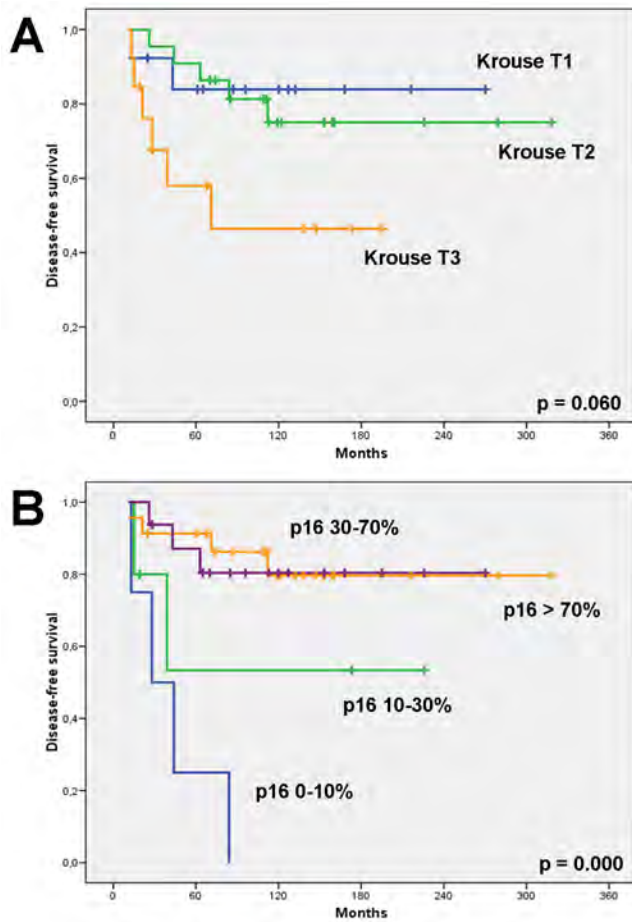 A
1,0
0,8
0,6
0,4
0,2
0,0
Disease-free survival
Krouse T1
Krouse T2
Krouse T3
p = 0.060
0 60 120 180 240 300 360
Months
B
1,0
0,8
0,6
0,4
0,2
0,0
Disease-free survival
p16 30-70%
p16 > 70%
p16 10-30%
p16 0-10%
p = 0.000
0 60 120 180 240 300 360
Months